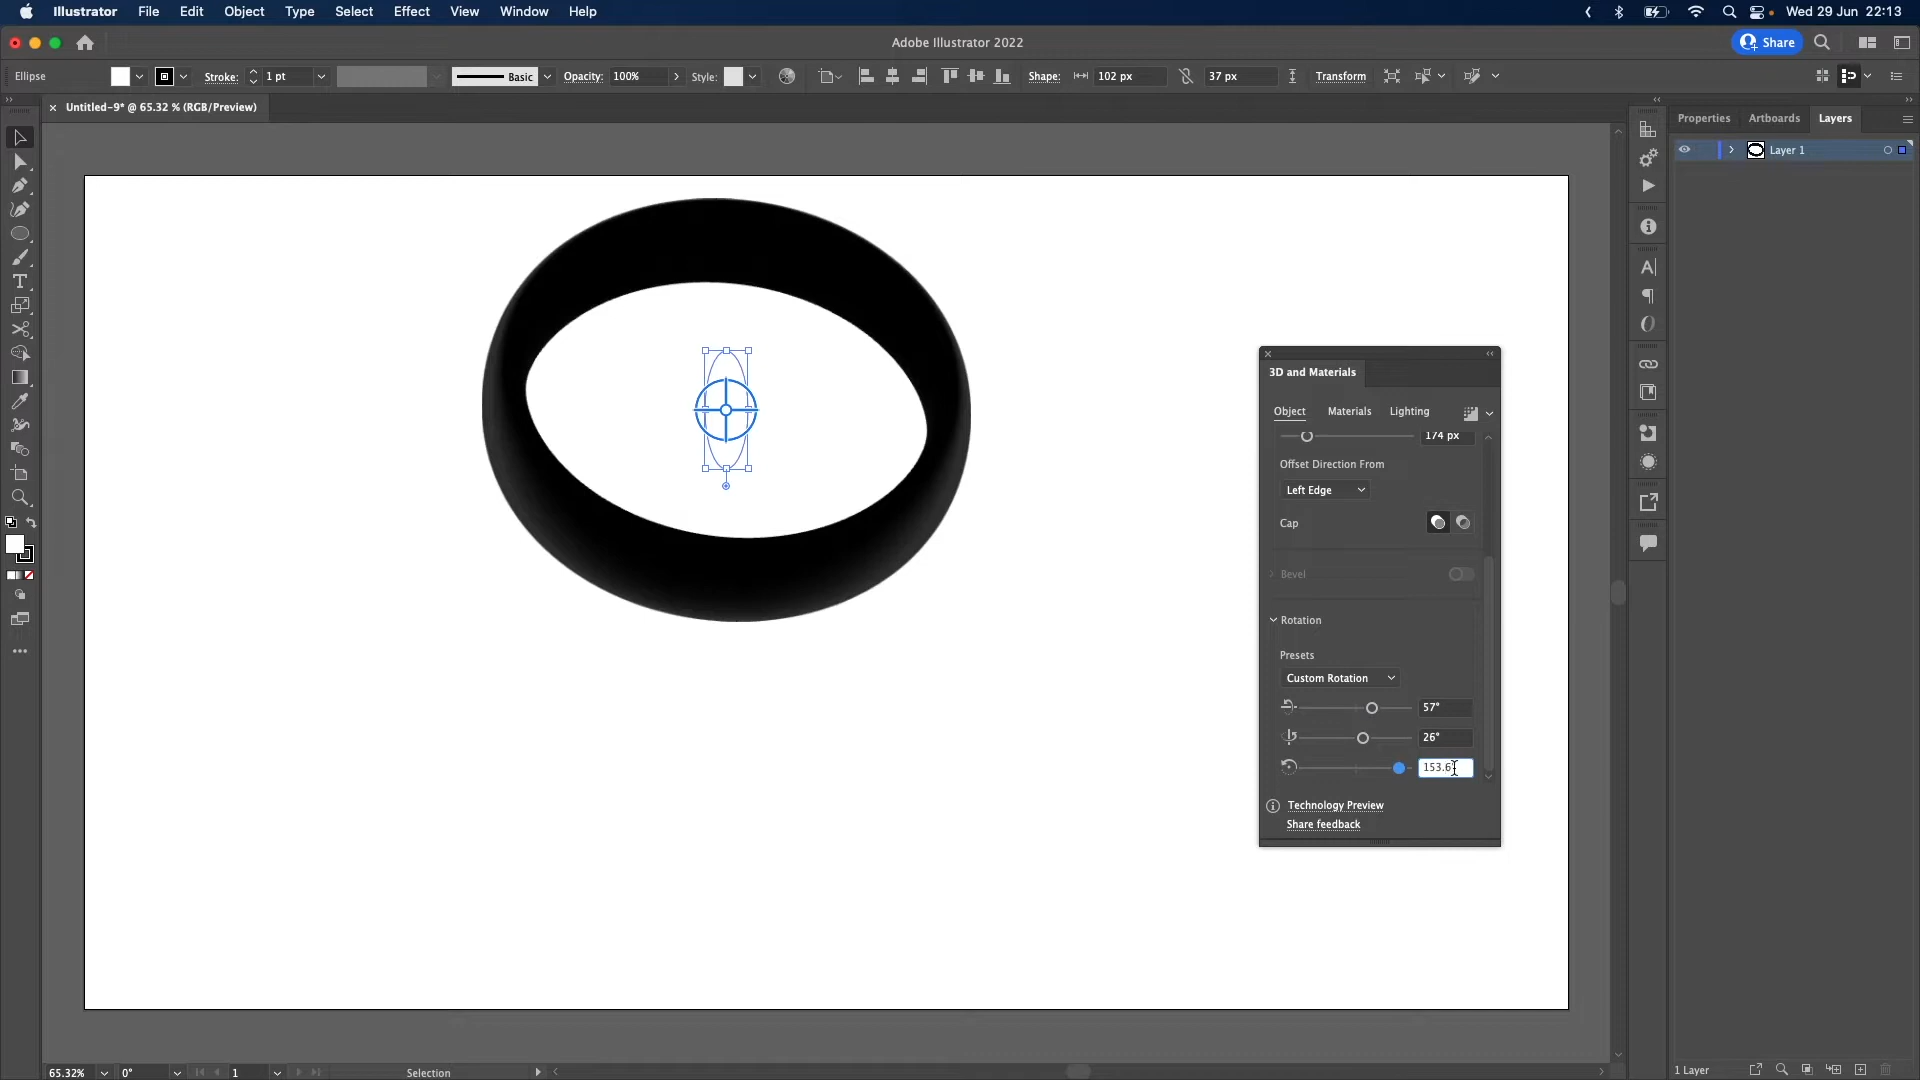 Illustrator File Edit Object Type Select Effect View Window Help
Wed 29 Jun 22:13
Adobe Illustrator 2022
Share
Ellipse
Stroke: 1 pt
Basic
Opacity: 100%
Style:
Shape: 102 px
37 px
Transform
× Untitled-9* @ 65.32 % (RGB/Preview)
Properties Artboards Layers
Layer 1
3D and Materials
Object Materials Lighting
174 px
Offset Direction From
Left Edge
Cap
Bevel
Rotation
Presets
Custom Rotation
57°
26°
153.6
Technology Preview
Share feedback
65.32%
0°
1
Selection
1 Layer